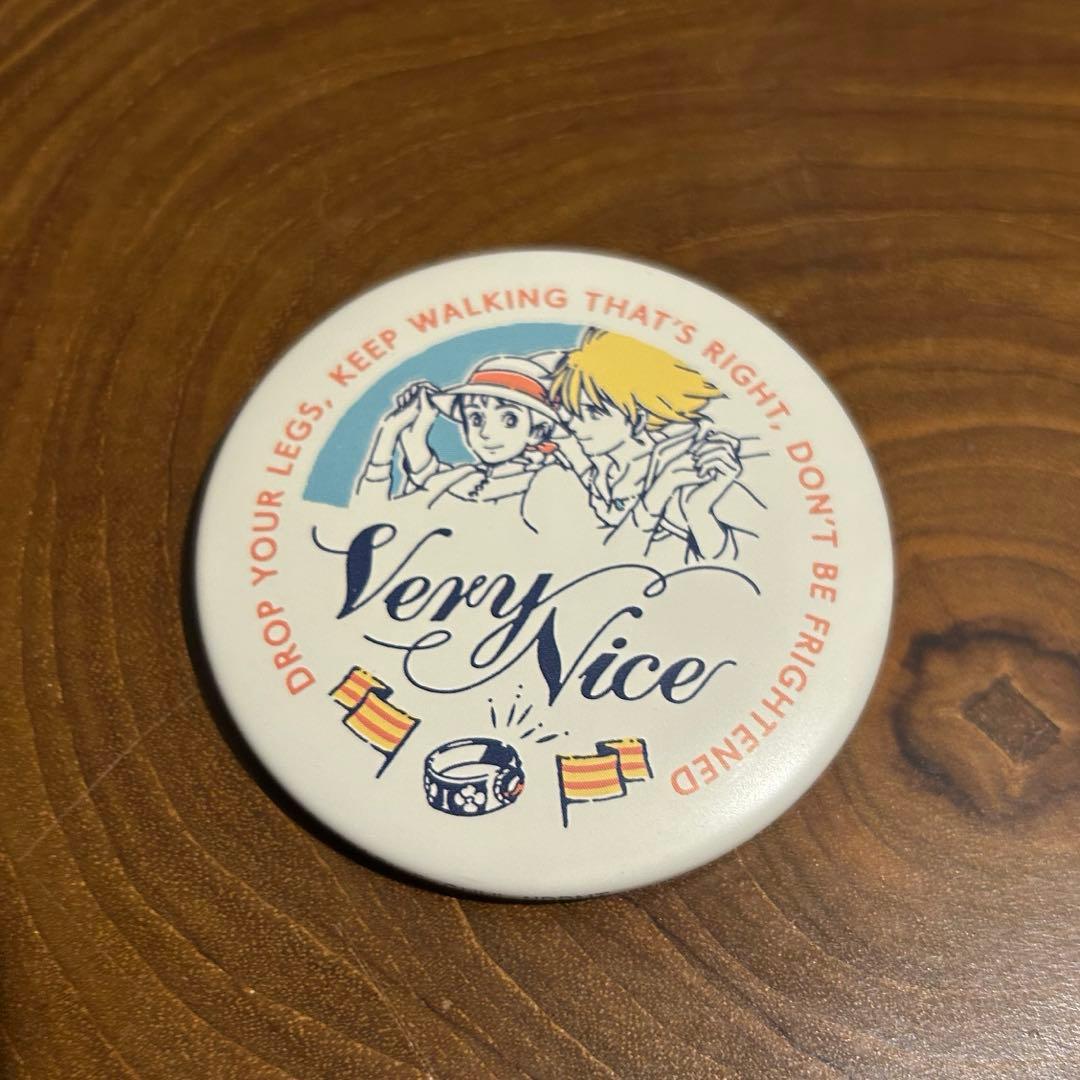 DROP YOUR LEGS, KEEP WALKING THAT'S RIGHT, DON'T BE FRIGHTENED
Very
Nice